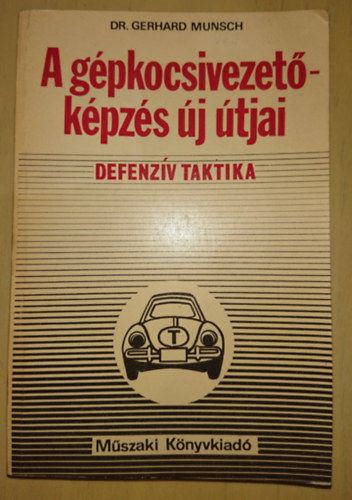 DR. GERHARD MUNSCH
A gépkocsivezető-
képzés új útjai
DEFENZÍV TAKTIKA
T
Műszaki Könyvkiadó